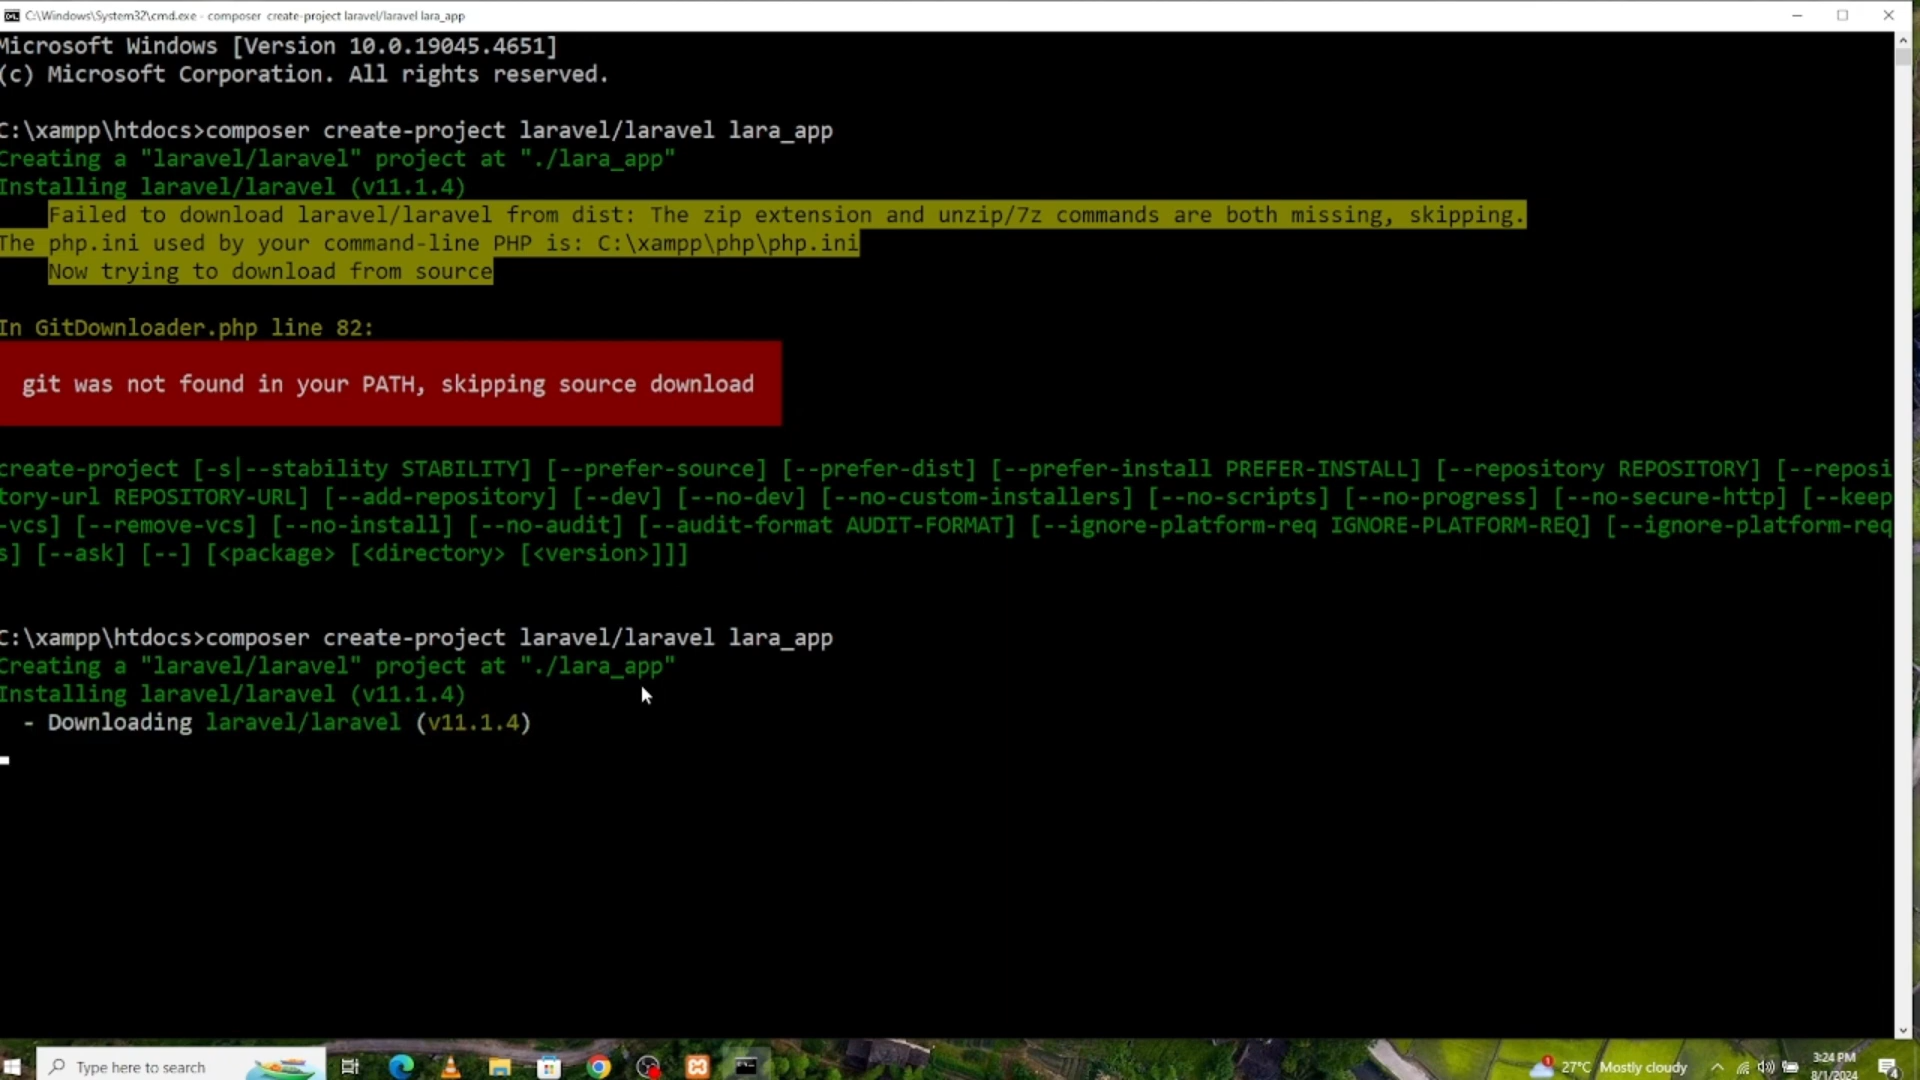 C:\Windows\System32\cmd.exe - composer create-project laravel/laravel lara_app
Microsoft Windows [Version 10.0.19045.4651]
(c) Microsoft Corporation. All rights reserved.
C:\xampp\htdocs>composer create-project laravel/laravel lara_app
Creating a "laravel/laravel" project at "./lara_app"
Installing laravel/laravel (v11.1.4)
Failed to download laravel/laravel from dist: The zip extension and unzip/7z commands are both missing, skipping.
The php.ini used by your command-line PHP is: C:\xampp\php\php.ini
Now trying to download from source
In GitDownloader.php line 82:
git was not found in your PATH, skipping source download
create-project [-s|--stability STABILITY] [--prefer-source] [--prefer-dist] [--prefer-install PREFER-INSTALL] [--repository REPOSITORY] [--reposi
tory-url REPOSITORY-URL] [--add-repository] [--dev] [--no-dev] [--no-custom-installers] [--no-scripts] [--no-progress] [--no-secure-http] [--keep
-vcs] [--remove-vcs] [--no-install] [--no-audit] [--audit-format AUDIT-FORMAT] [--ignore-platform-req IGNORE-PLATFORM-REQ] [--ignore-platform-req
s] [--ask] [--] [<package> [<directory> [<version>]]]
C:\xampp\htdocs>composer create-project laravel/laravel lara_app
Creating a "laravel/laravel" project at "./lara_app"
Installing laravel/laravel (v11.1.4)
- Downloading laravel/laravel (v11.1.4)
Type here to search
1
27°C Mostly cloudy
3:24 PM
8/1/2024
4